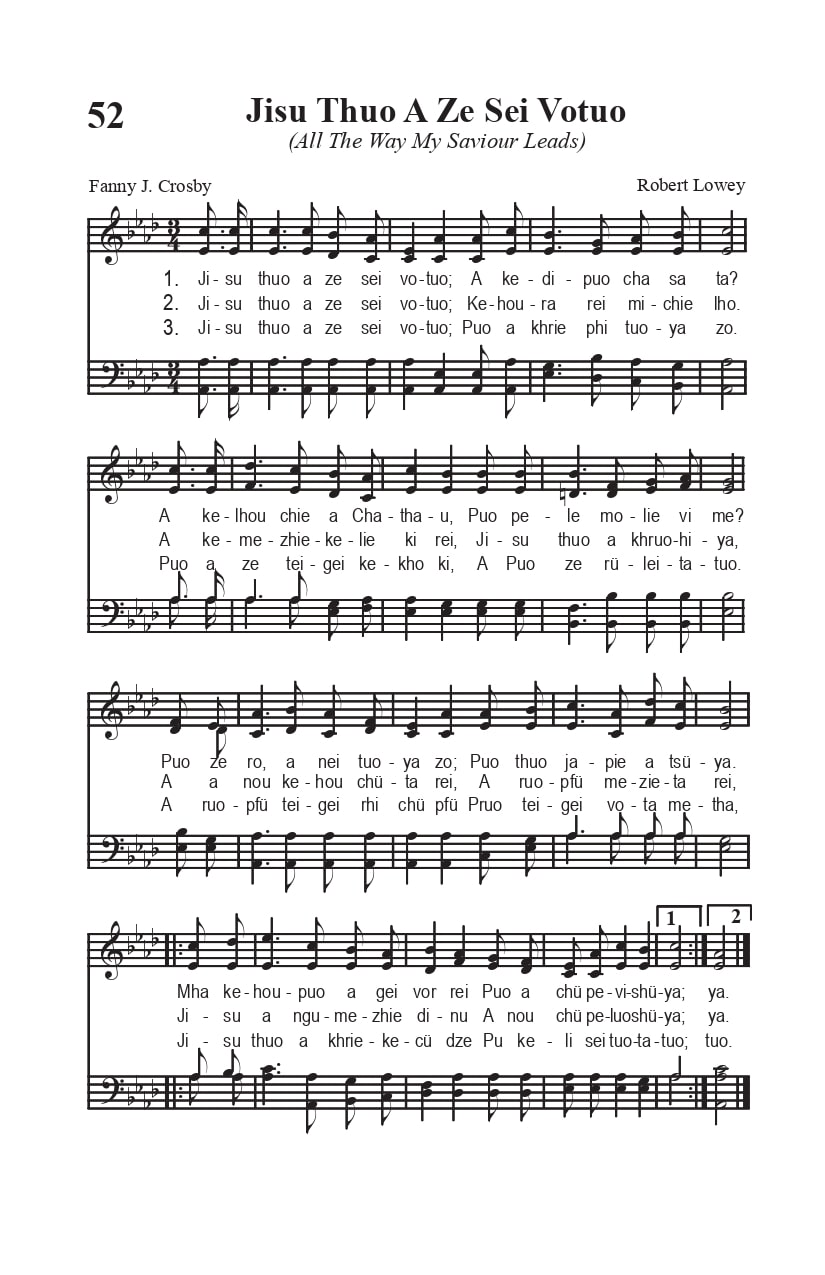 52
Jisu Thuo A Ze Sei Votuo
(All The Way My Saviour Leads)
Fanny J. Crosby Robert Lowey
1. Ji - su thuo a ze sei vo-tuo; A ke - di - puo cha sa ta?
2. Ji - su thuo a ze sei vo-tuo; Ke-hou - ra rei mi - chie lho.
3. Ji - su thuo a ze sei vo-tuo; Puo a khrie phi tuo - ya zo.
A ke - lhou chie a Cha - tha - u, Puo pe - le mo - lie vi me?
A ke - me - zhie - ke - lie ki rei, Ji - su thuo a khruo - hi - ya,
Puo a ze tei - gei ke - kho ki, A Puo ze rü - lei - ta - tuo.
Puo ze ro, a nei tuo - ya zo; Puo thuo ja - pie a tsü - ya.
A a nou ke - hou chü - ta rei, A ruo - pfü me - zie - ta rei,
A ruo - pfü tei - gei rhi chü pfü Pruo tei - gei vo - ta me - tha,
1 2
Mha ke - hou - puo a gei vor rei Puo a chü pe - vi-shü-ya; ya.
Ji - su a ngu - me - zhie di - nu A nou chü pe-luoshü-ya; ya.
Ji - su thuo a khrie - ke - cü dze Pu ke - li sei tuo-ta-tuo; tuo.